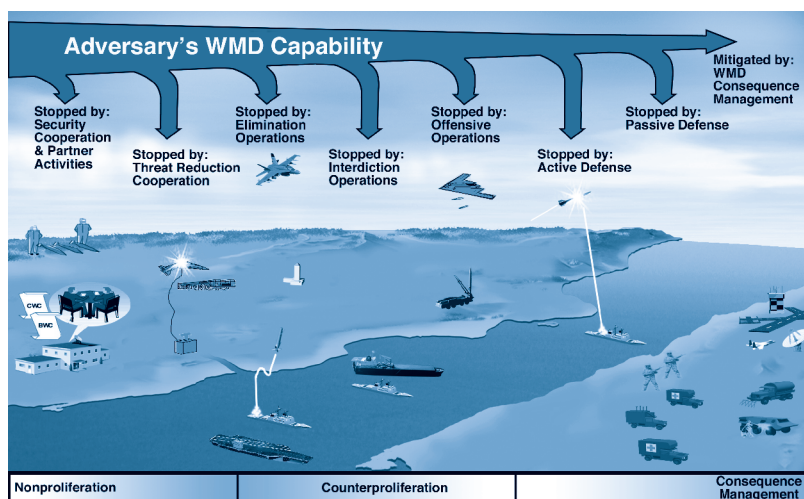 Adversary's WMD Capability
Mitigated by:
WMD
Consequence
Management
Stopped by:
Security
Cooperation
& Partner
Activities
Stopped by:
Threat Reduction
Cooperation
Stopped by:
Elimination
Operations
Stopped by:
Interdiction
Operations
Stopped by:
Offensive
Operations
Stopped by:
Active Defense
Stopped by:
Passive Defense
CWC
BWC
Nonproliferation
Counterproliferation
Consequence
Management